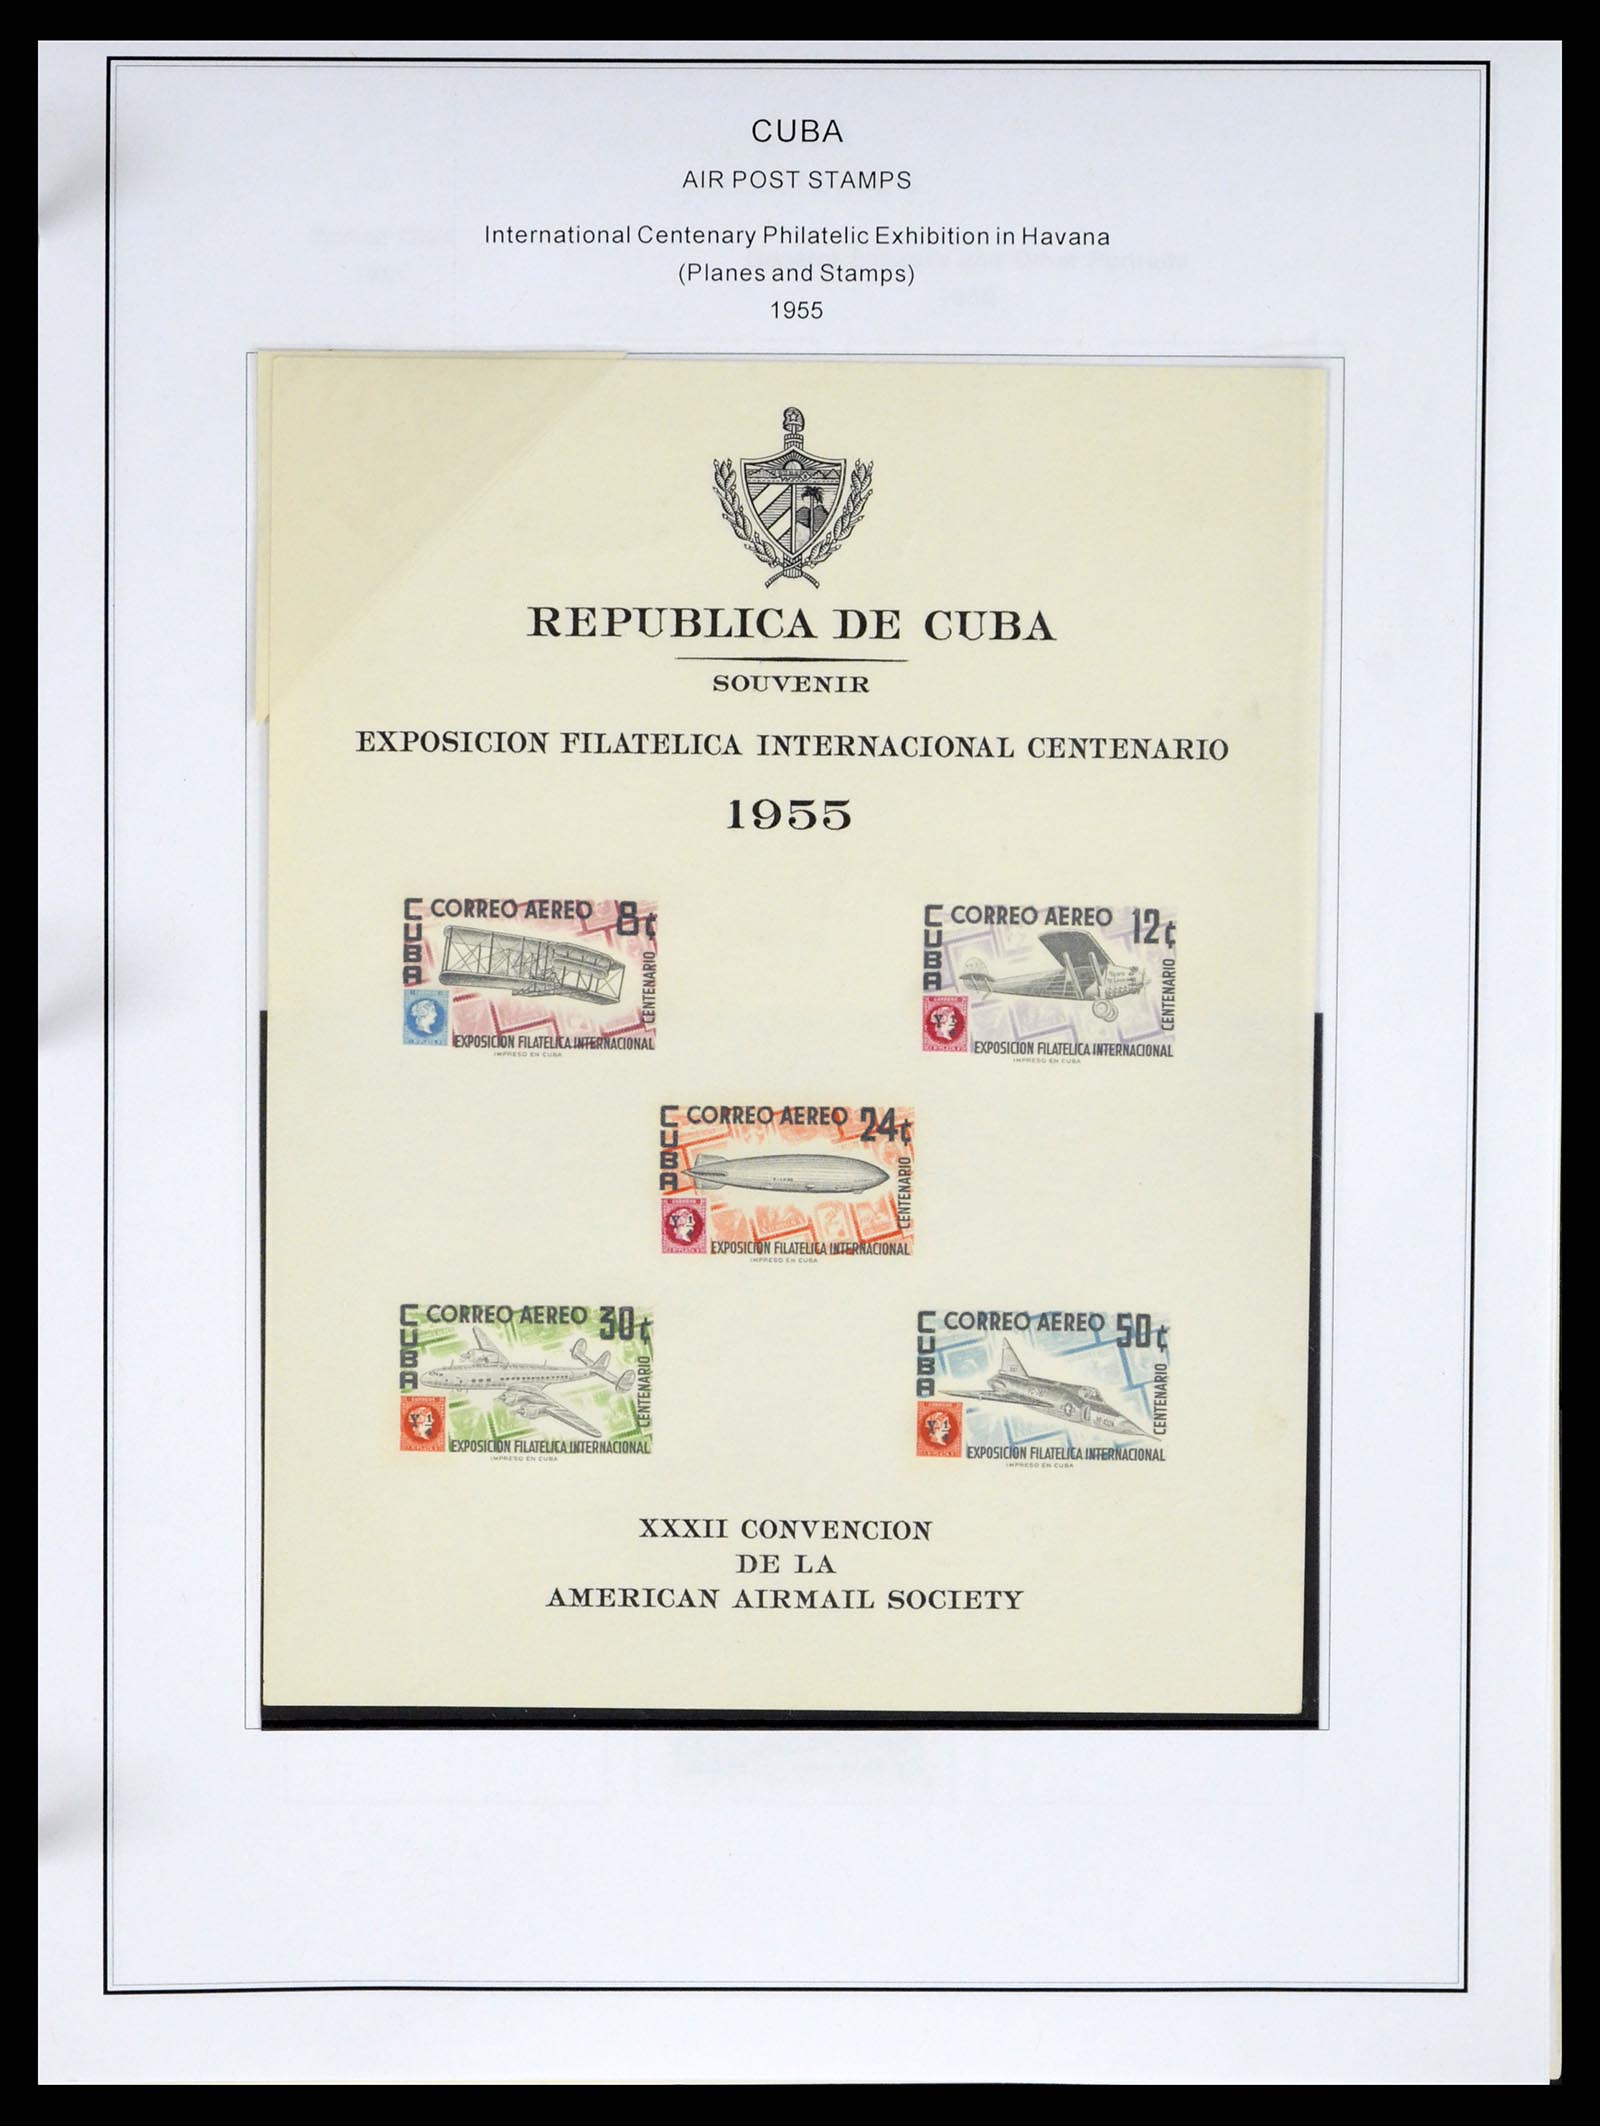 CUBA
AIR POST STAMPS
International Centenary Philatelic Exhibition in Havana
(Planes and Stamps)
1955
REPUBLICA DE CUBA
SOUVENIR
EXPOSICION FILATELICA INTERNACIONAL CENTENARIO
1955
CUBA CORREO AEREO 8¢
CENTENARIO
EXPOSICION FILATELICA INTERNACIONAL
IMPRESO EN CUBA
CUBA CORREO AEREO 12¢
CENTENARIO
EXPOSICION FILATELICA INTERNACIONAL
IMPRESO EN CUBA
CUBA CORREO AEREO 24¢
CENTENARIO
EXPOSICION FILATELICA INTERNACIONAL
IMPRESO EN CUBA
CUBA CORREO AEREO 30¢
CENTENARIO
EXPOSICION FILATELICA INTERNACIONAL
IMPRESO EN CUBA
CUBA CORREO AEREO 50¢
CENTENARIO
EXPOSICION FILATELICA INTERNACIONAL
IMPRESO EN CUBA
XXXII CONVENCION
DE LA
AMERICAN AIRMAIL SOCIETY